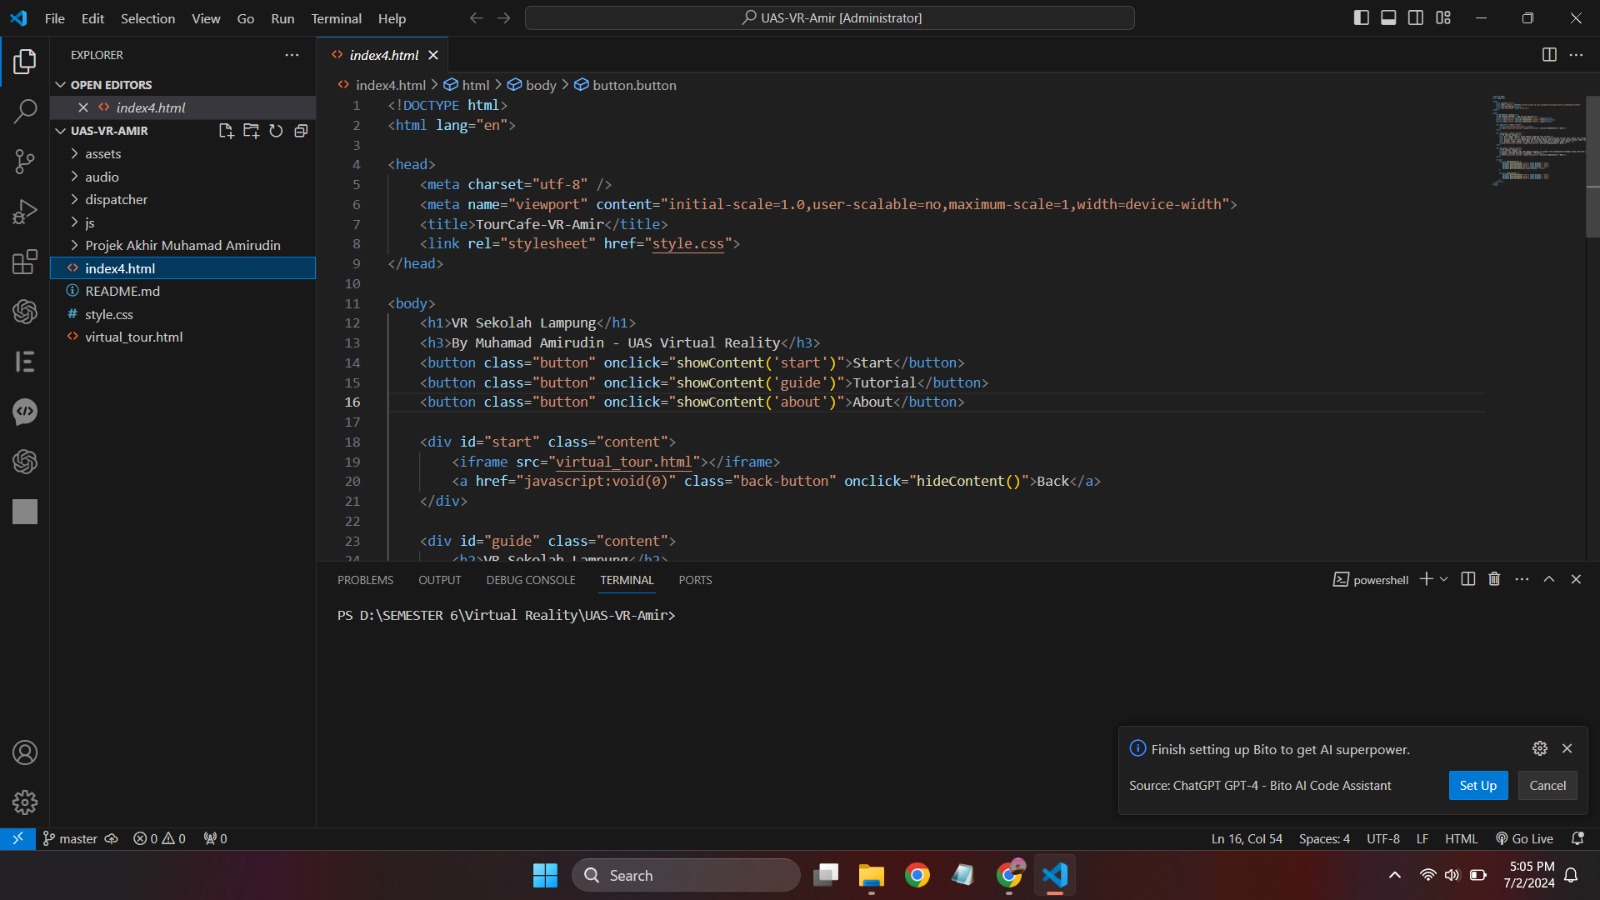 File Edit Selection View Go Run Terminal Help
UAS-VR-Amir [Administrator]
EXPLORER
OPEN EDITORS
index4.html
UAS-VR-AMIR
assets
audio
dispatcher
js
Projek Akhir Muhamad Amirudin
index4.html
README.md
style.css
virtual_tour.html
index4.html
index4.html > html > body > button.button
1 <!DOCTYPE html>
2 <html lang="en">
3
4 <head>
5 <meta charset="utf-8" />
6 <meta name="viewport" content="initial-scale=1.0,user-scalable=no,maximum-scale=1,width=device-width">
7 <title>TourCafe-VR-Amir</title>
8 <link rel="stylesheet" href="style.css">
9 </head>
10
11 <body>
12 <h1>VR Sekolah Lampung</h1>
13 <h3>By Muhamad Amirudin - UAS Virtual Reality</h3>
14 <button class="button" onclick="showContent('start')">Start</button>
15 <button class="button" onclick="showContent('guide')">Tutorial</button>
16 <button class="button" onclick="showContent('about')">About</button>
17
18 <div id="start" class="content">
19 <iframe src="virtual_tour.html"></iframe>
20 <a href="javascript:void(0)" class="back-button" onclick="hideContent()">Back</a>
21 </div>
22
23 <div id="guide" class="content">
24 <h2>VR Sekolah Lampung</h2>
PROBLEMS OUTPUT DEBUG CONSOLE TERMINAL PORTS
powershell
PS D:\SEMESTER 6\Virtual Reality\UAS-VR-Amir>
Finish setting up Bito to get AI superpower.
Source: ChatGPT GPT-4 - Bito AI Code Assistant
Set Up Cancel
master 0 0 0
Ln 16, Col 54 Spaces: 4 UTF-8 LF HTML Go Live
Search
5:05 PM
7/2/2024